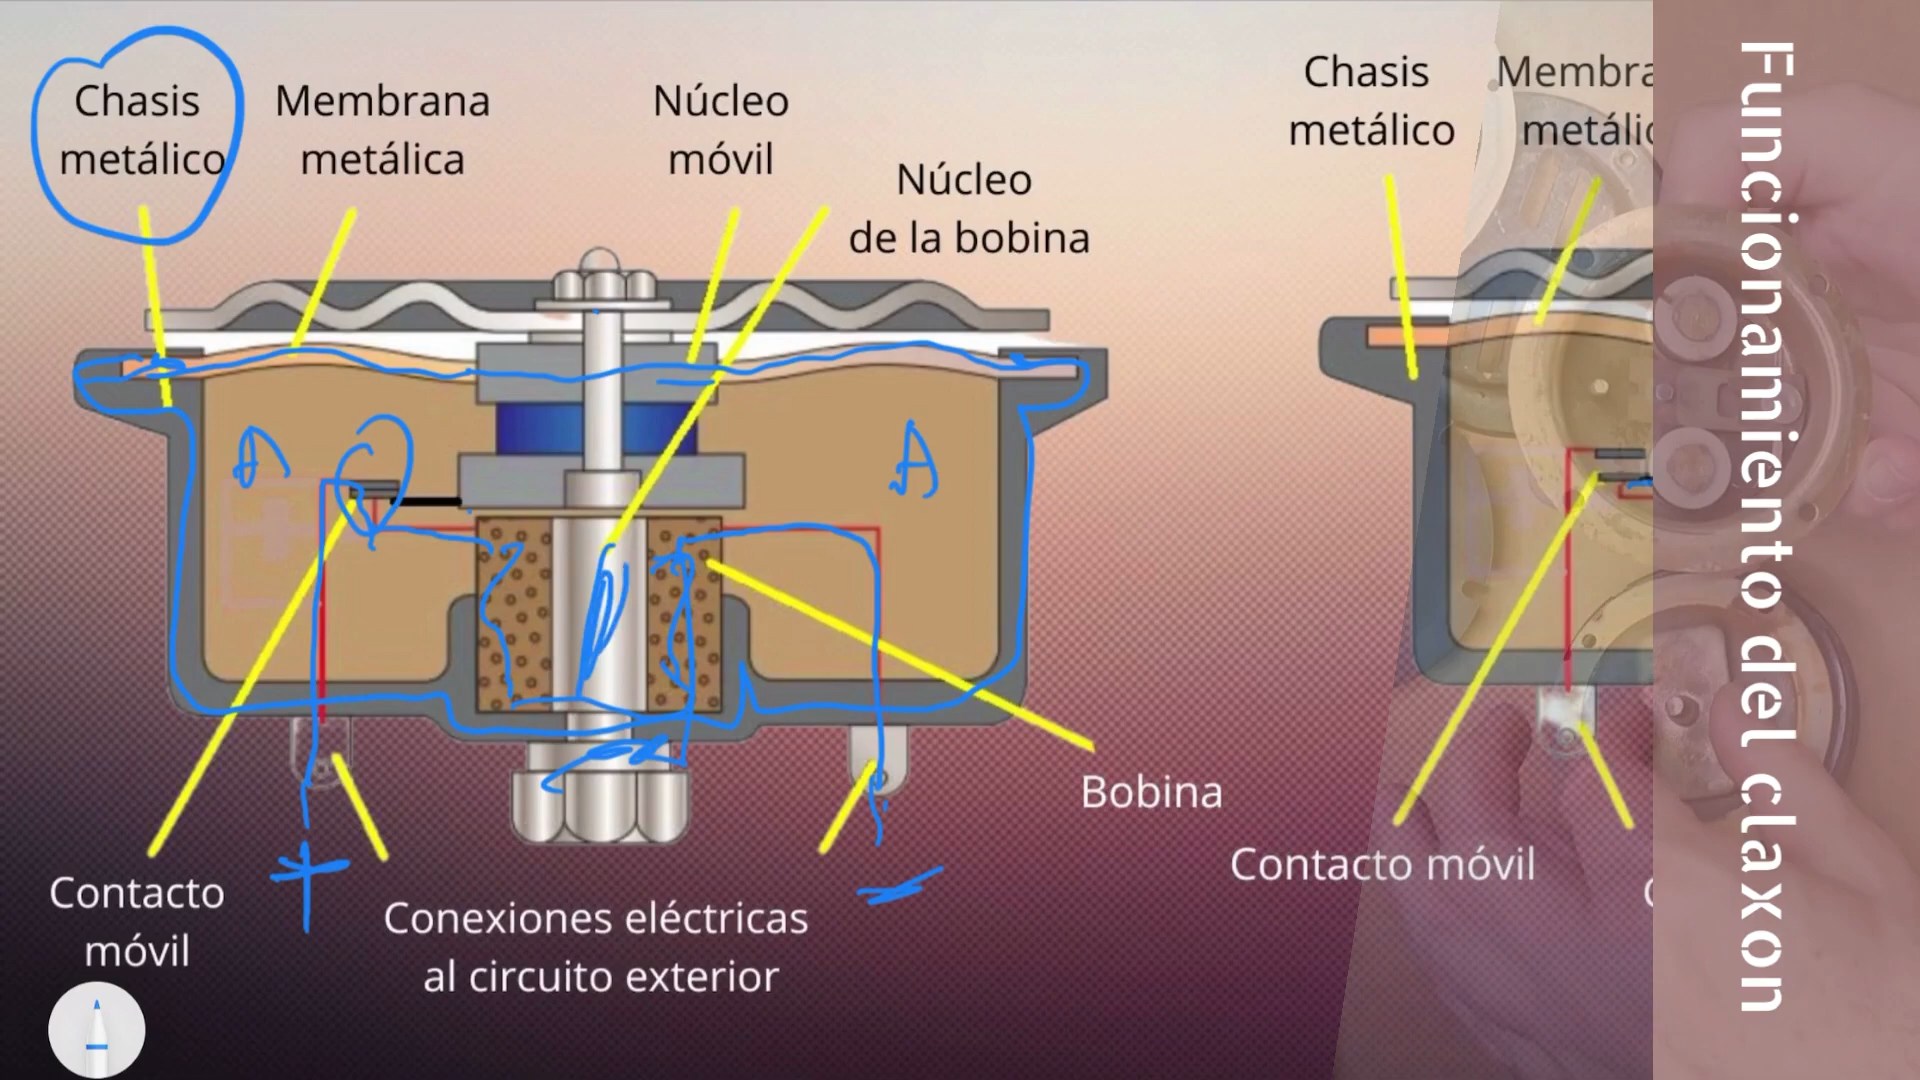 Chasis
metálico
Membrana
metálica
Núcleo
móvil
Núcleo
de la bobina
A
A
Bobina
Contacto
móvil
Conexiones eléctricas
al circuito exterior
+
-
Chasis
metálico
Contacto móvil
Funcionamiento del claxon